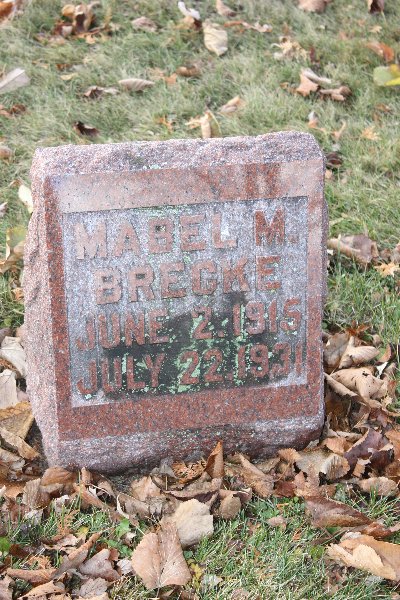 MABEL M.
BRECKE
JUNE 2, 1915
JULY 22, 1931